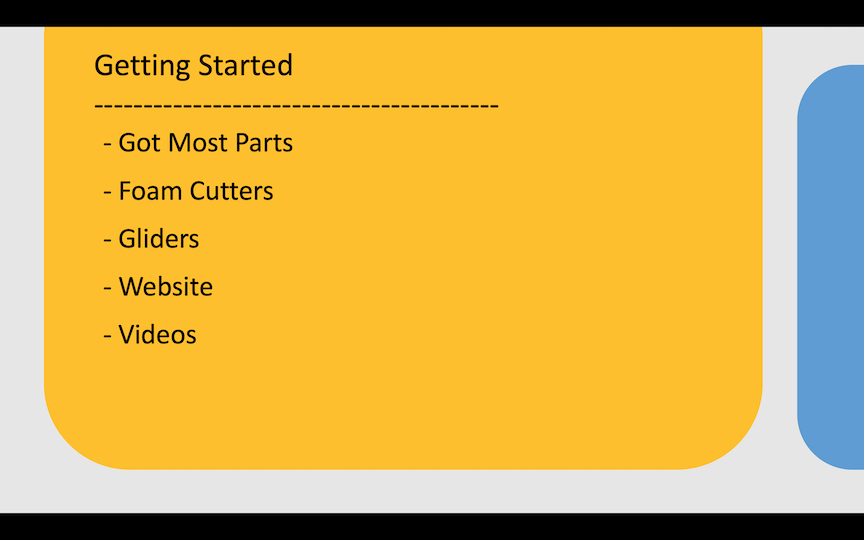 Getting Started
-----------------------------------------
- Got Most Parts
- Foam Cutters
- Gliders
- Website
- Videos